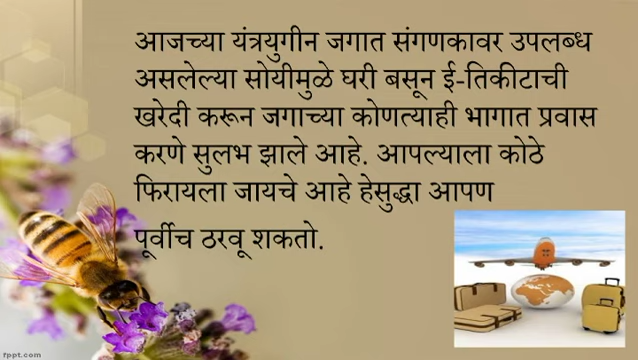 आजच्या यंत्रयुगीन जगात संगणकावर उपलब्ध
असलेल्या सोयीमुळे घरी बसून ई-तिकीटाची
खरेदी करून जगाच्या कोणत्याही भागात प्रवास
करणे सुलभ झाले आहे. आपल्याला कोठे
फिरायला जायचे आहे हेसुद्धा आपण
पूर्वीच ठरवू शकतो.
fppt.com